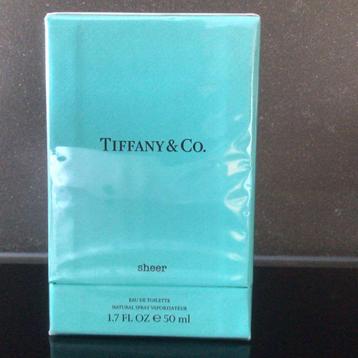 TIFFANY & CO.
sheer
EAU DE TOILETTE
NATURAL SPRAY VAPORISATEUR
1.7 FL. OZ ℮ 50 ml